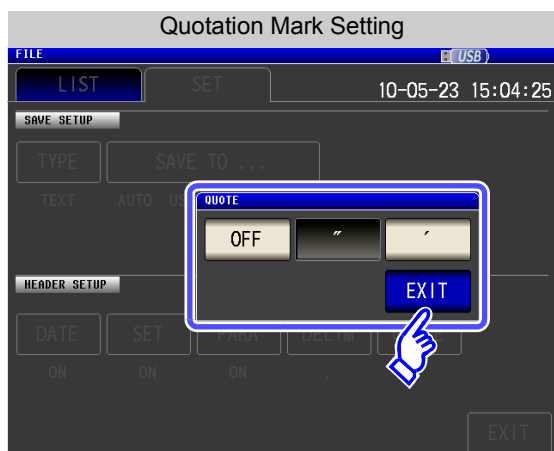 Quotation Mark Setting
FILE USB
LIST SET 10-05-23 15:04:25
SAVE SETUP
TYPE SAVE TO ...
TEXT AUTO US
QUOTE
OFF " '
EXIT
HEADER SETUP
DATE SET PARA DELIM
ON ON ON
EXIT